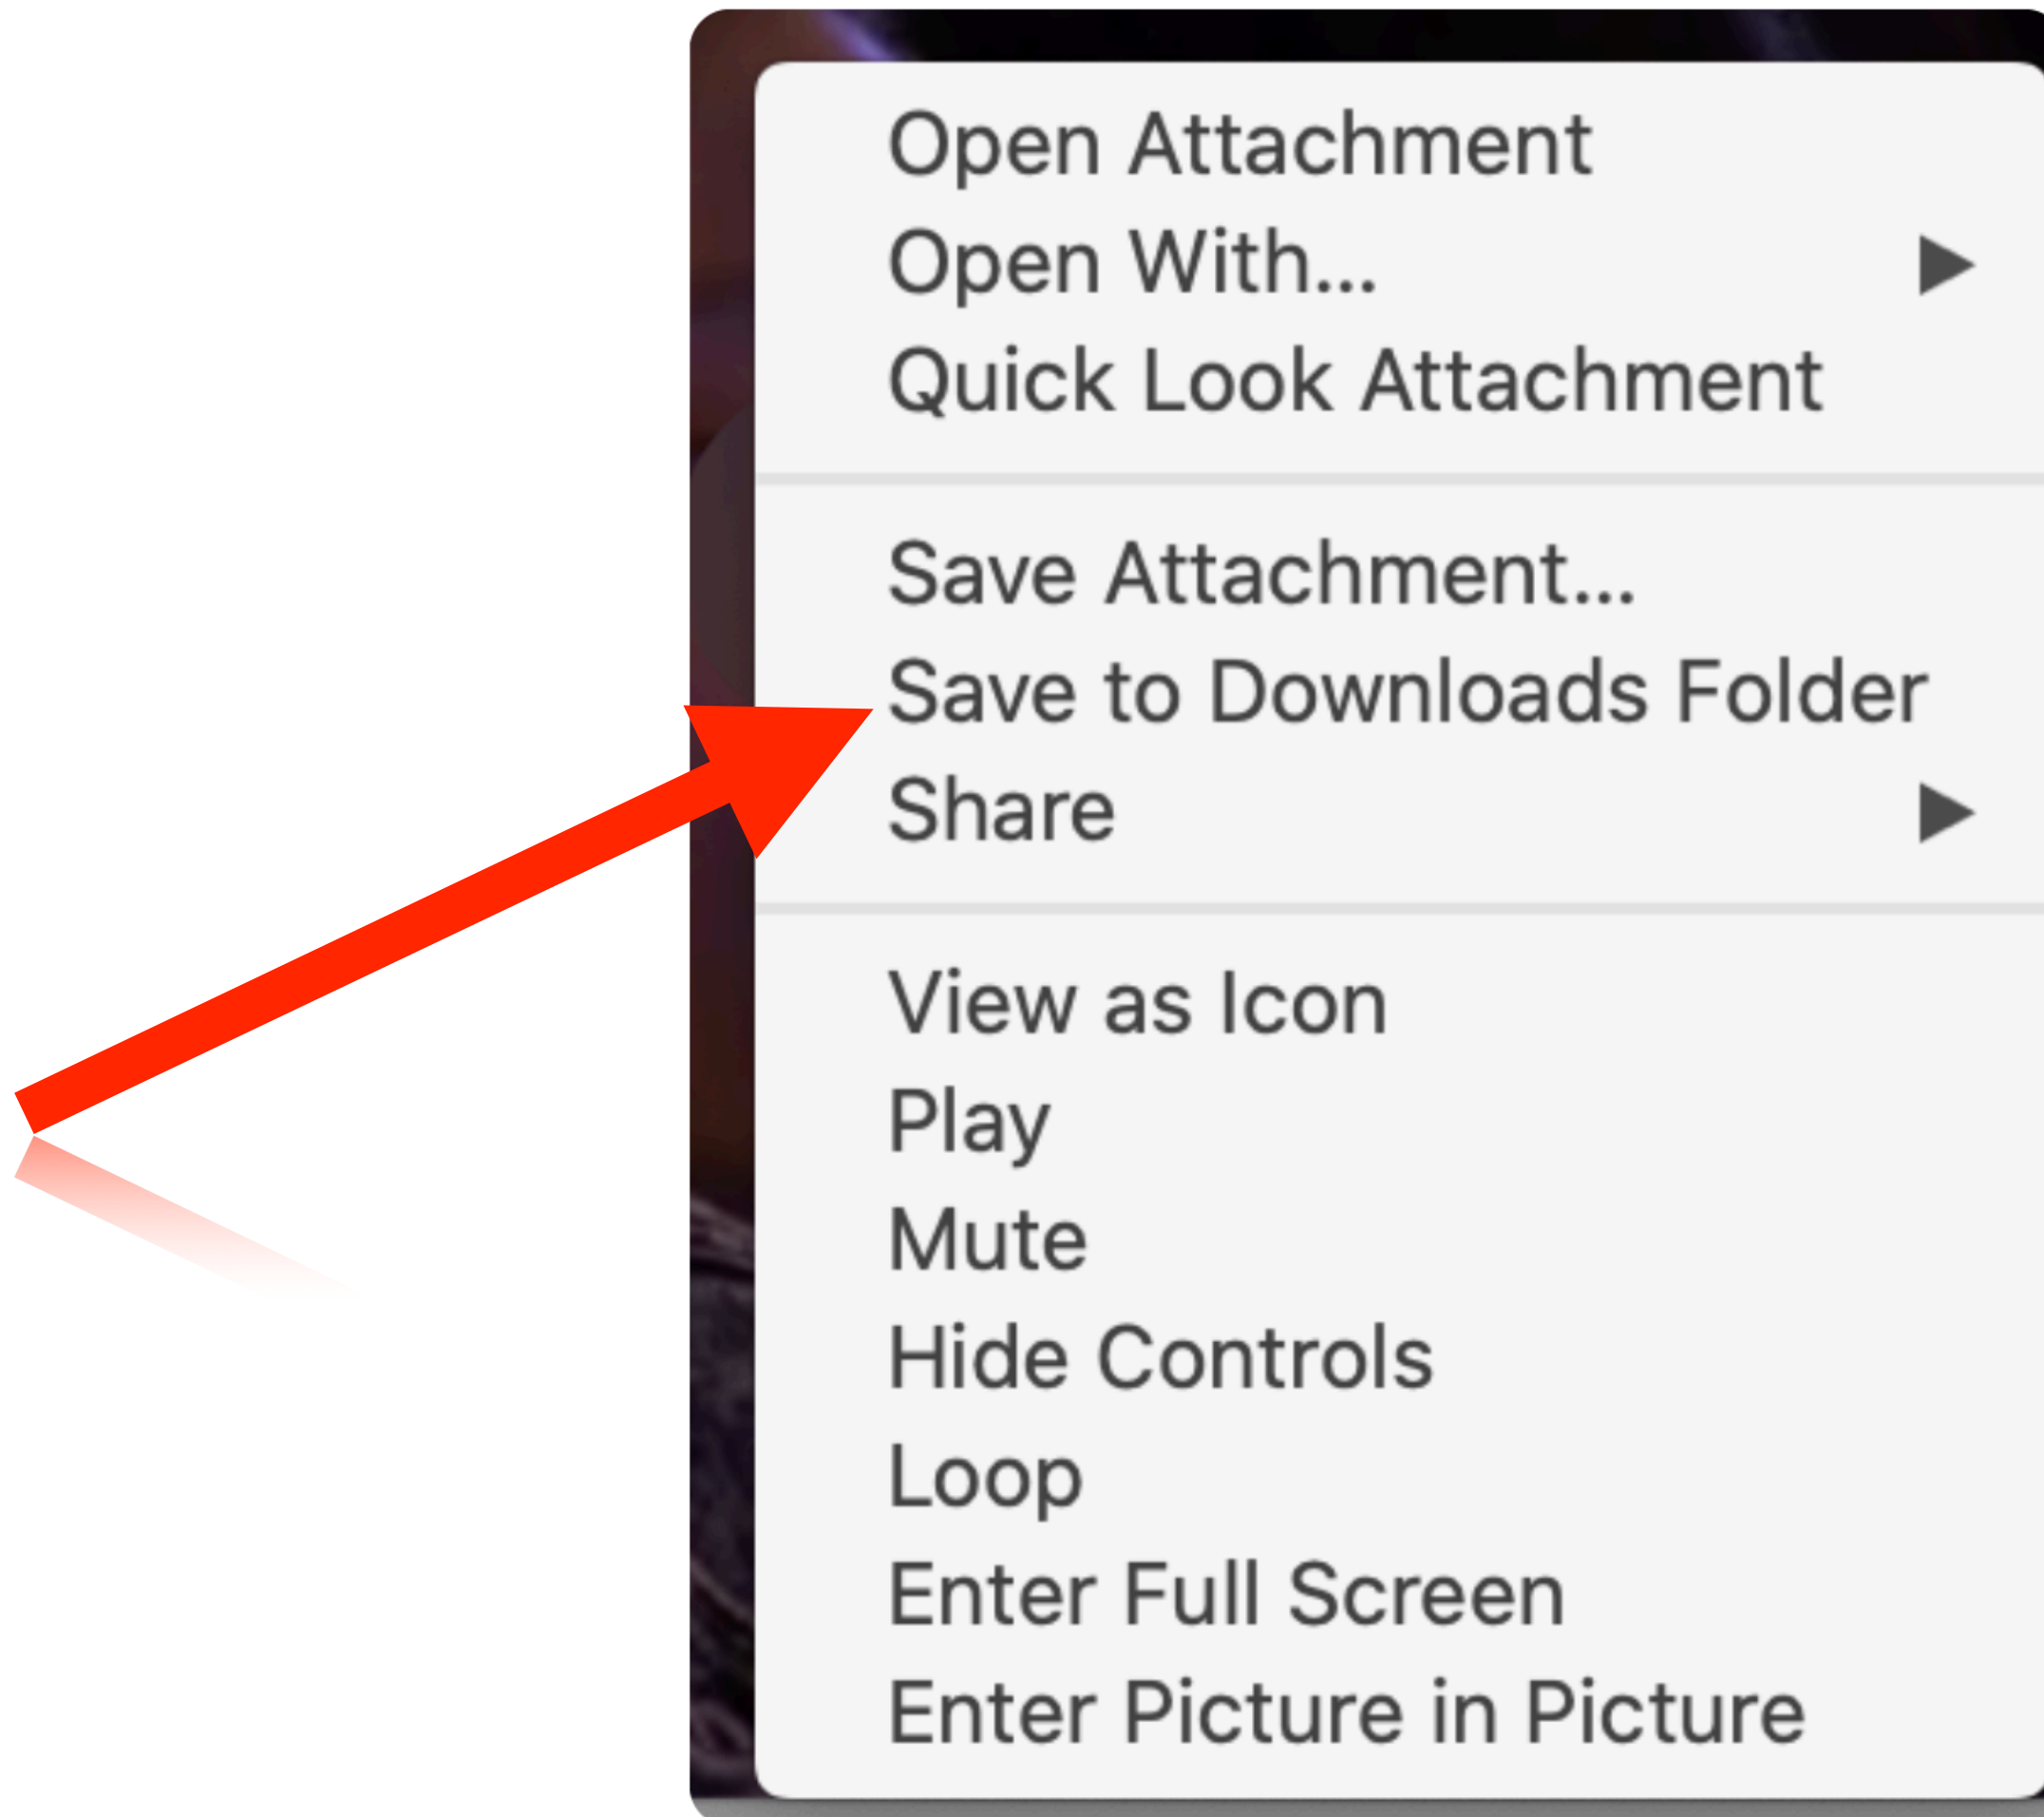 Open Attachment
Open With...
Quick Look Attachment
Save Attachment...
Save to Downloads Folder
Share
View as Icon
Play
Mute
Hide Controls
Loop
Enter Full Screen
Enter Picture in Picture